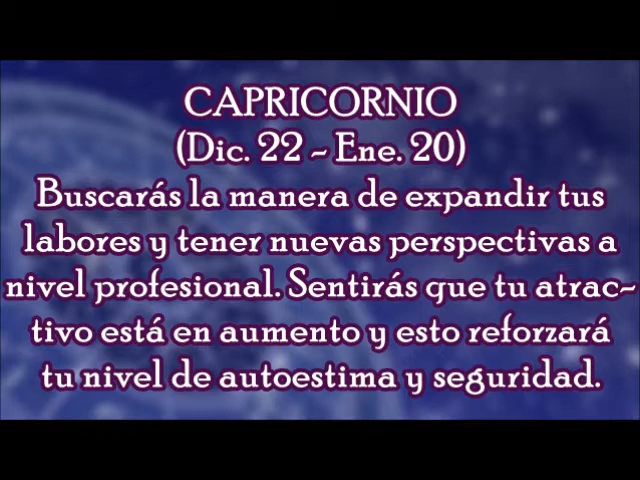 CAPRICORNIO
(Dic. 22 - Ene. 20)
Buscarás la manera de expandir tus
labores y tener nuevas perspectivas a
nivel profesional. Sentirás que tu atrac-
tivo está en aumento y esto reforzará
tu nivel de autoestima y seguridad.